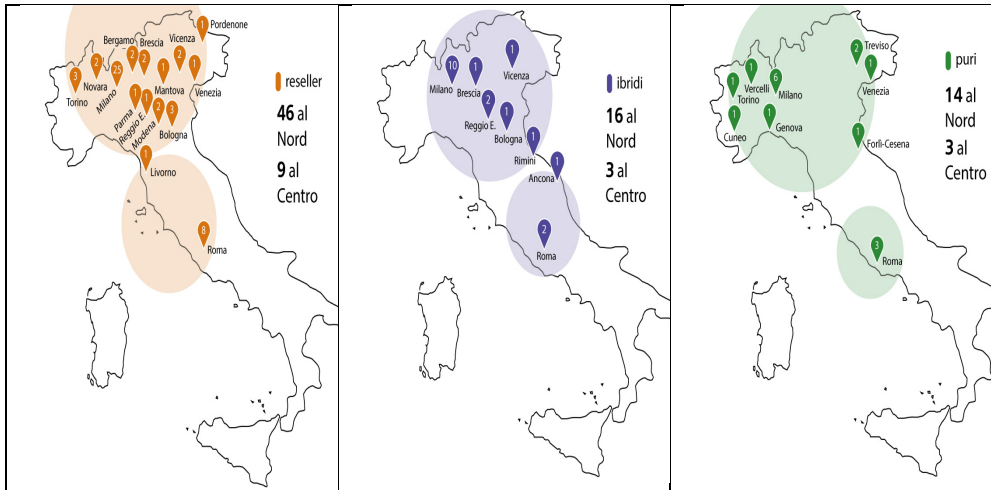 1 Pordenone
Bergamo
Brescia
Vicenza
2
2
2
1
2
25
1
3
Novara
Milano
Mantova
Venezia
Torino
1
1
2
3
Parma
Reggio E.
Modena
Bologna
1
Livorno
8
Roma
reseller
46 al
Nord
9 al
Centro
1
Vicenza
10
1
Milano
Brescia
2
Reggio E.
1
Bologna
1
Rimini
1
Ancona
2
Roma
ibridi
16 al
Nord
3 al
Centro
Treviso
2
1
Venezia
1
1
6
Vercelli
Torino
Milano
1
Cuneo
1
Genova
1
Forlì-Cesena
3
Roma
puri
14 al
Nord
3 al
Centro